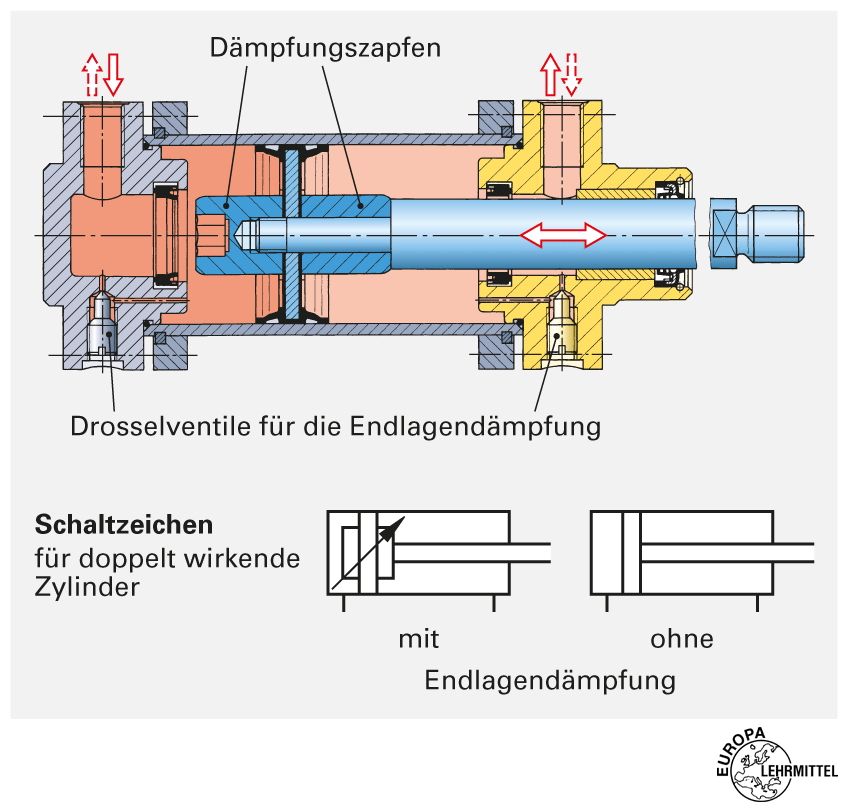 Dämpfungszapfen
Drosselventile für die Endlagendämpfung
Schaltzeichen
für doppelt wirkende
Zylinder
mit
ohne
Endlagendämpfung
EUROPA
LEHRMITTEL